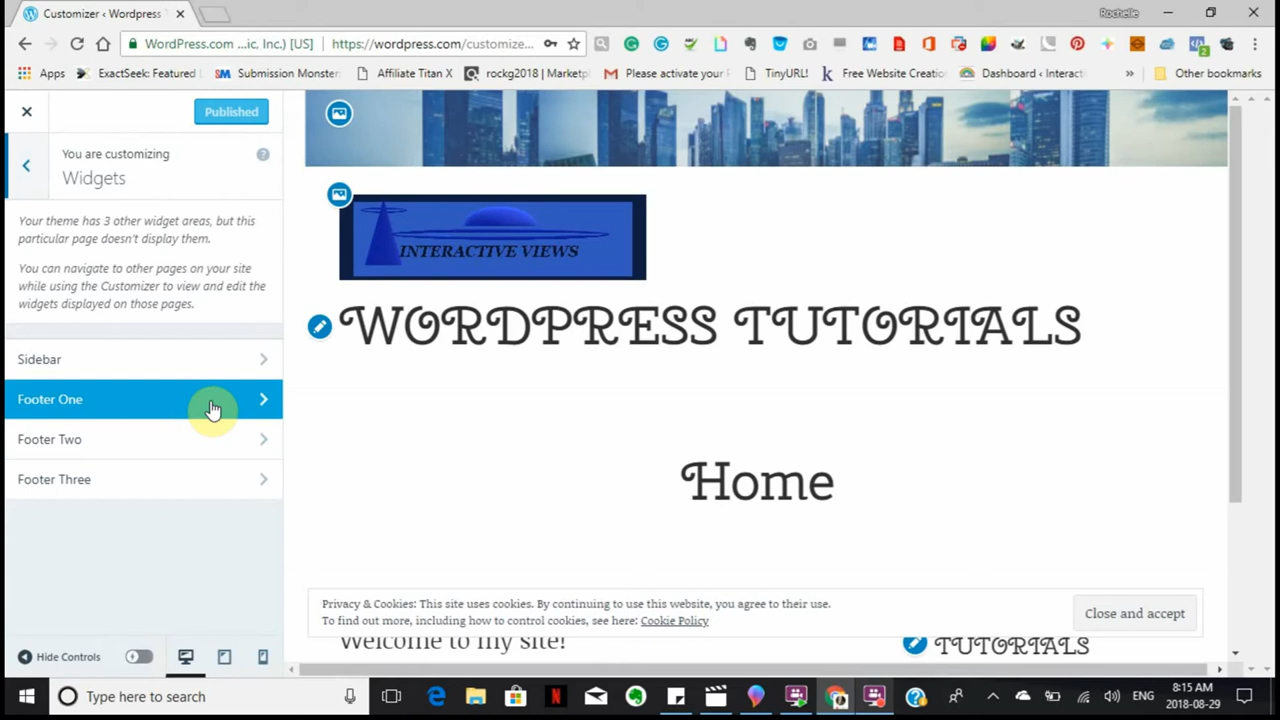 Customizer ‹ Wordpress
Rochelle
WordPress.com ...ic, Inc.) [US]
https://wordpress.com/customize...
2
Apps
ExactSeek: Featured
Submission Monster
Affiliate Titan X
rockg2018 | Marketpl
Please activate your
TinyURL!
Free Website Creatio
Dashboard ‹ Interact
»
Other bookmarks
Published
You are customizing
Widgets
Your theme has 3 other widget areas, but this
particular page doesn't display them.
You can navigate to other pages on your site
while using the Customizer to view and edit the
widgets displayed on those pages.
Sidebar
Footer One
Footer Two
Footer Three
INTERACTIVE VIEWS
WORDPRESS TUTORIALS
Home
Privacy & Cookies: This site uses cookies. By continuing to use this website, you agree to their use.
To find out more, including how to control cookies, see here: Cookie Policy
Close and accept
Welcome to my site!
TUTORIALS
Hide Controls
Type here to search
ENG
8:15 AM
2018-08-29